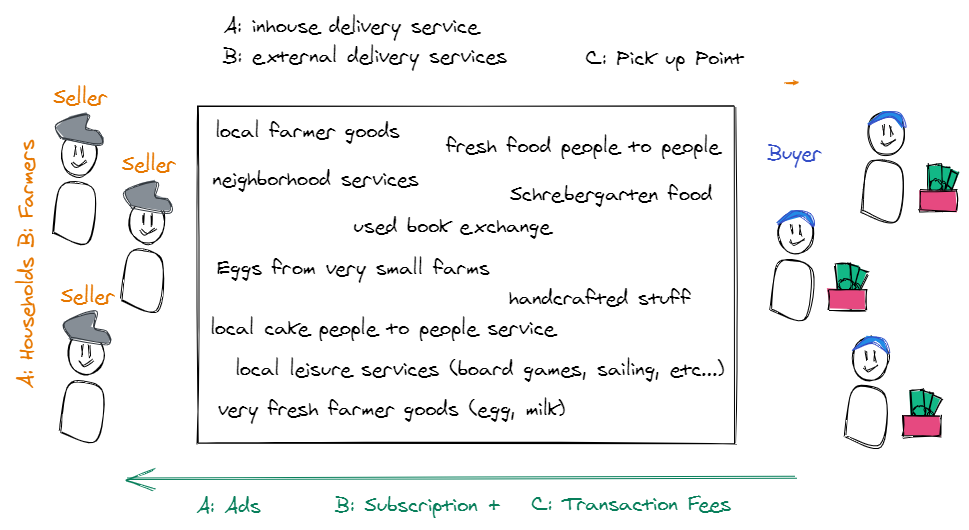 A: inhouse delivery service
B: external delivery services
C: Pick up Point
Seller
Seller
Seller
A: Households B: Farmers
local farmer goods
fresh food people to people
neighborhood services
Schrebergarten food
used book exchange
Eggs from very small farms
handcrafted stuff
local cake people to people service
local leisure services (board games, sailing, etc...)
very fresh farmer goods (egg, milk)
Buyer
A: Ads
B: Subscription +
C: Transaction Fees